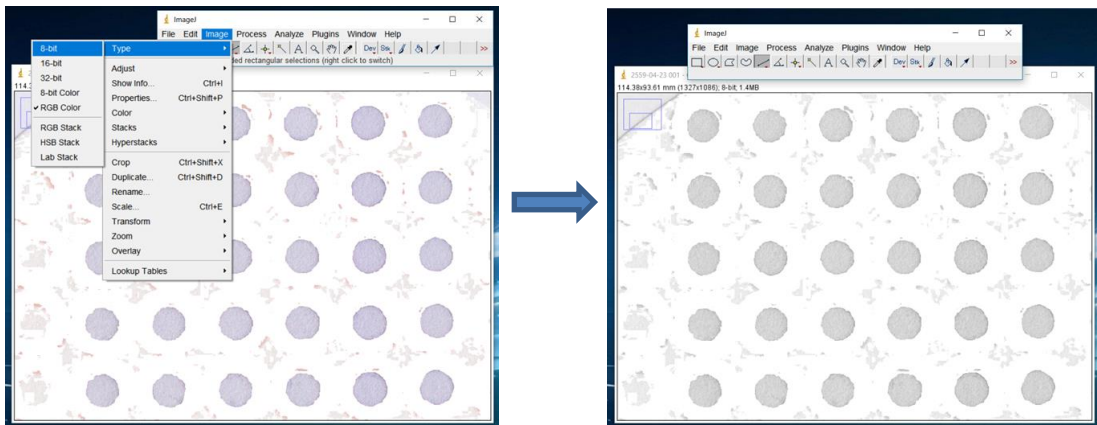 ImageJ
File Edit Image Process Analyze Plugins Window Help
Dev Stk >>
ed rectangular selections (right click to switch)
8-bit
16-bit
32-bit
8-bit Color
✓ RGB Color
RGB Stack
HSB Stack
Lab Stack
Type
Adjust
Show Info... Ctrl+I
Properties... Ctrl+Shift+P
Color
Stacks
Hyperstacks
Crop Ctrl+Shift+X
Duplicate... Ctrl+Shift+D
Rename...
Scale... Ctrl+E
Transform
Zoom
Overlay
Lookup Tables
114.3
ImageJ
File Edit Image Process Analyze Plugins Window Help
A Dev Stk >>
2559-04-23.001 -
114.38x93.61 mm (1327x1086); 8-bit; 1.4MB